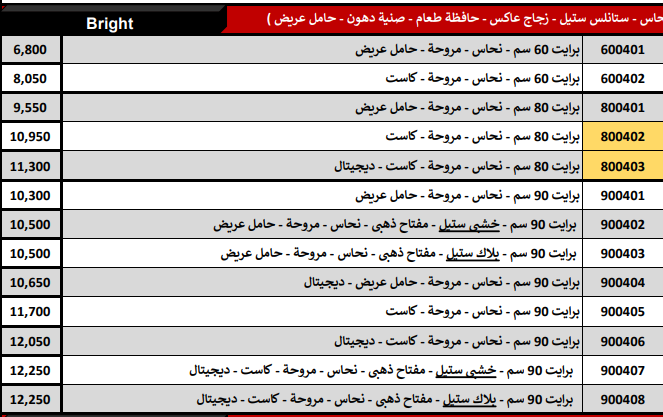 حاس - ستانلس ستيل - زجاج عاكس - حافظة طعام - صنية دهون - حامل عريض ) Bright
600401 برايت 60 سم - نحاس - مروحة - حامل عريض 6,800
600402 برايت 60 سم - نحاس - مروحة - كاست 8,050
800401 برايت 80 سم - نحاس - مروحة - حامل عريض 9,550
800402 برايت 80 سم - نحاس - مروحة - كاست 10,950
800403 برايت 80 سم - نحاس - مروحة - كاست - ديجيتال 11,300
900401 برايت 90 سم - نحاس - مروحة - حامل عريض 10,300
900402 برايت 90 سم - خشبى ستيل - مفتاح ذهبى - نحاس - مروحة - حامل عريض 10,500
900403 برايت 90 سم - بلاك ستيل - مفتاح ذهبى - نحاس - مروحة - حامل عريض 10,500
900404 برايت 90 سم - نحاس - مروحة - حامل عريض - ديجيتال 10,650
900405 برايت 90 سم - نحاس - مروحة - كاست 11,700
900406 برايت 90 سم - نحاس - مروحة - كاست - ديجيتال 12,050
900407 برايت 90 سم - خشبى ستيل - مفتاح ذهبى - نحاس - مروحة - كاست - ديجيتال 12,250
900408 برايت 90 سم - بلاك ستيل - مفتاح ذهبى - نحاس - مروحة - كاست - ديجيتال 12,250